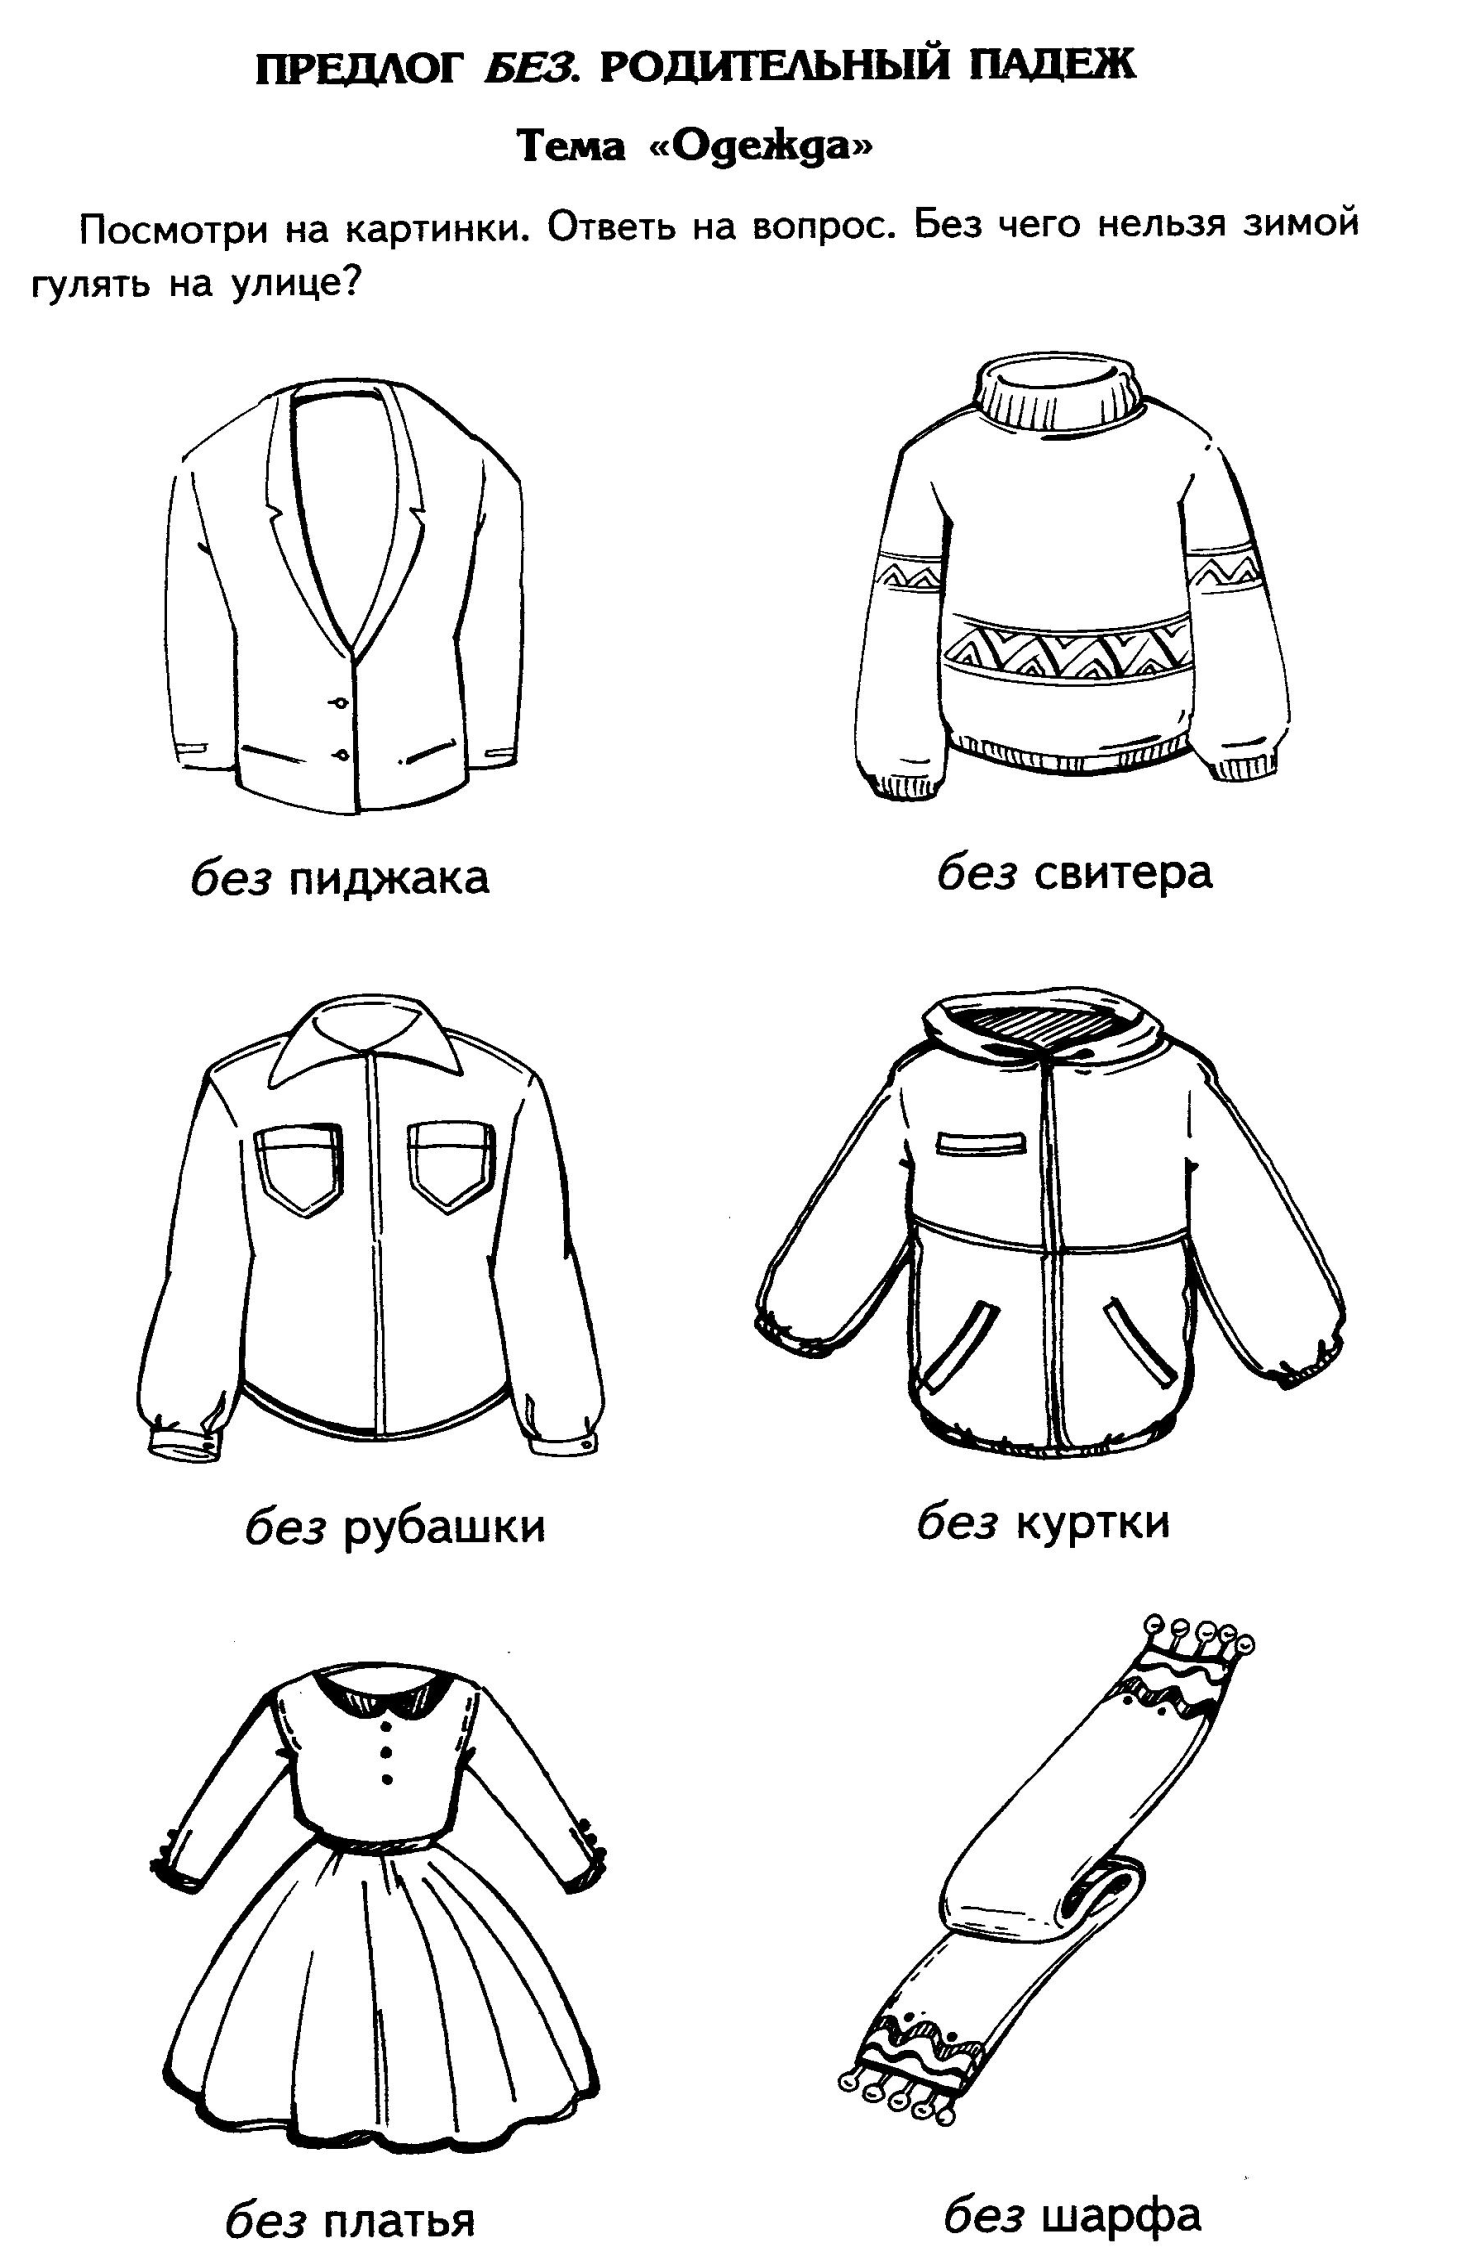 ПРЕДЛОГ БЕЗ. РОДИТЕЛЬНЫЙ ПАДЕЖ
Тема «Одежда»
Посмотри на картинки. Ответь на вопрос. Без чего нельзя зимой
гулять на улице?
без пиджака
без свитера
без рубашки
без куртки
без платья
без шарфа